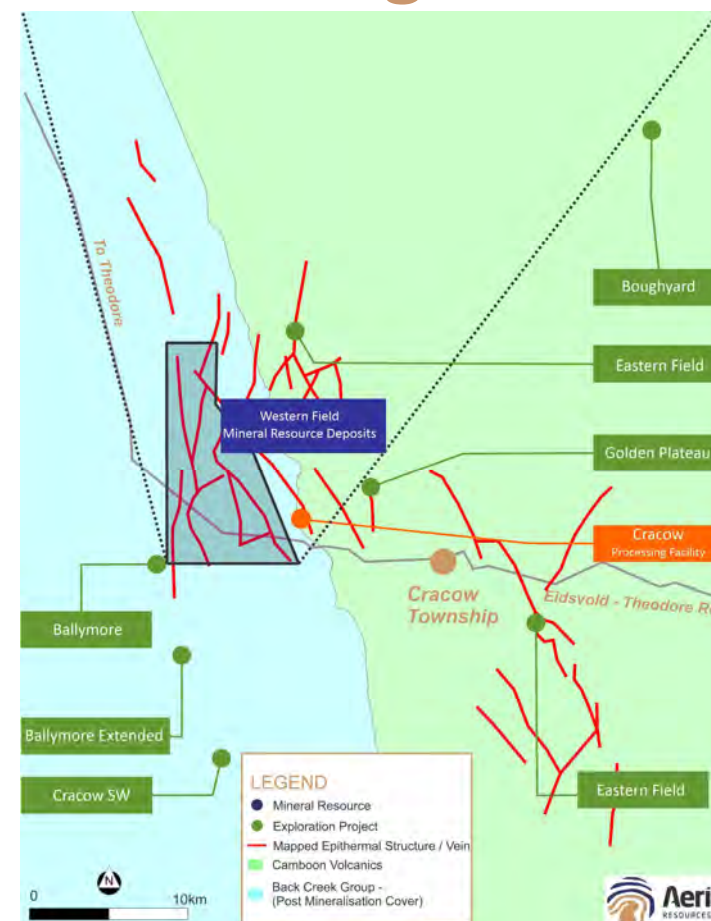 To Theodore
Boughyard
Eastern Field
Western Field
Mineral Resource Deposits
Golden Plateau
Cracow
Processing Facility
Cracow
Township
Eidsvold - Theodore
Ballymore
Ballymore Extended
Cracow SW
Eastern Field
LEGEND
Mineral Resource
Exploration Project
Mapped Epithermal Structure / Vein
Camboon Volcanics
Back Creek Group -
(Post Mineralisation Cover)
N
0 10km
Aeri
RESOURCES